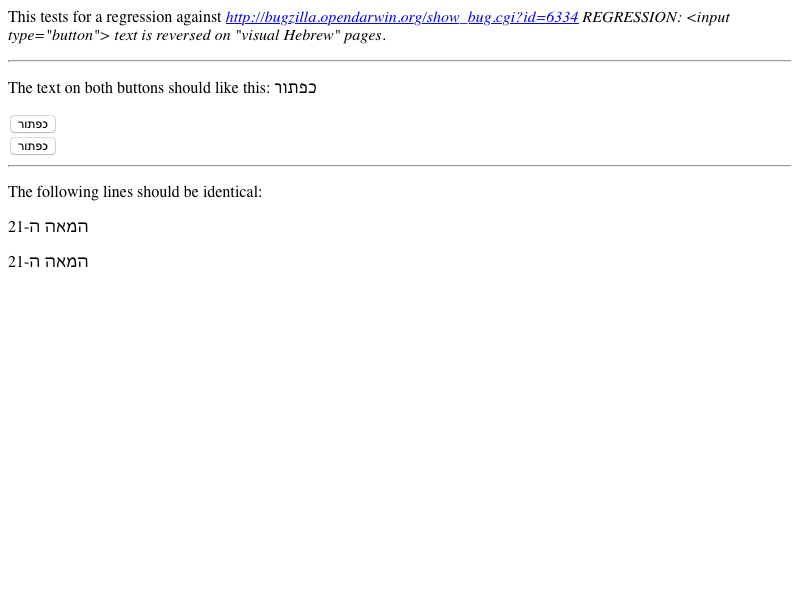 This tests for a regression against http://bugzilla.opendarwin.org/show_bug.cgi?id=6334 REGRESSION: <input
type="button"> text is reversed on "visual Hebrew" pages.
The text on both buttons should like this: כפתור
כפתור
כפתור
The following lines should be identical:
המאה ה-21
המאה ה-21